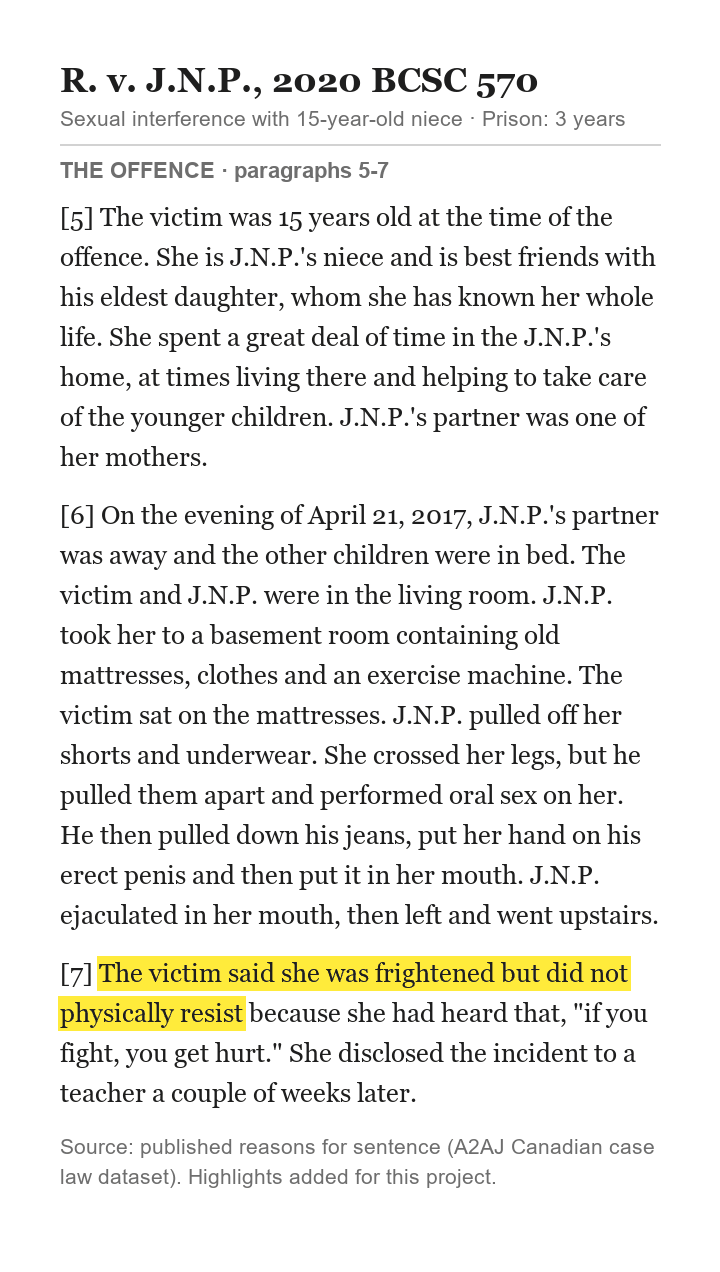 R. v. J.N.P., 2020 BCSC 570
Sexual interference with 15-year-old niece · Prison: 3 years
THE OFFENCE · paragraphs 5-7
[5] The victim was 15 years old at the time of the
offence. She is J.N.P.'s niece and is best friends with
his eldest daughter, whom she has known her whole
life. She spent a great deal of time in the J.N.P.'s
home, at times living there and helping to take care
of the younger children. J.N.P.'s partner was one of
her mothers.
[6] On the evening of April 21, 2017, J.N.P.'s partner
was away and the other children were in bed. The
victim and J.N.P. were in the living room. J.N.P.
took her to a basement room containing old
mattresses, clothes and an exercise machine. The
victim sat on the mattresses. J.N.P. pulled off her
shorts and underwear. She crossed her legs, but he
pulled them apart and performed oral sex on her.
He then pulled down his jeans, put her hand on his
erect penis and then put it in her mouth. J.N.P.
ejaculated in her mouth, then left and went upstairs.
[7] The victim said she was frightened but did not
physically resist because she had heard that, "if you
fight, you get hurt." She disclosed the incident to a
teacher a couple of weeks later.
Source: published reasons for sentence (A2AJ Canadian case
law dataset). Highlights added for this project.